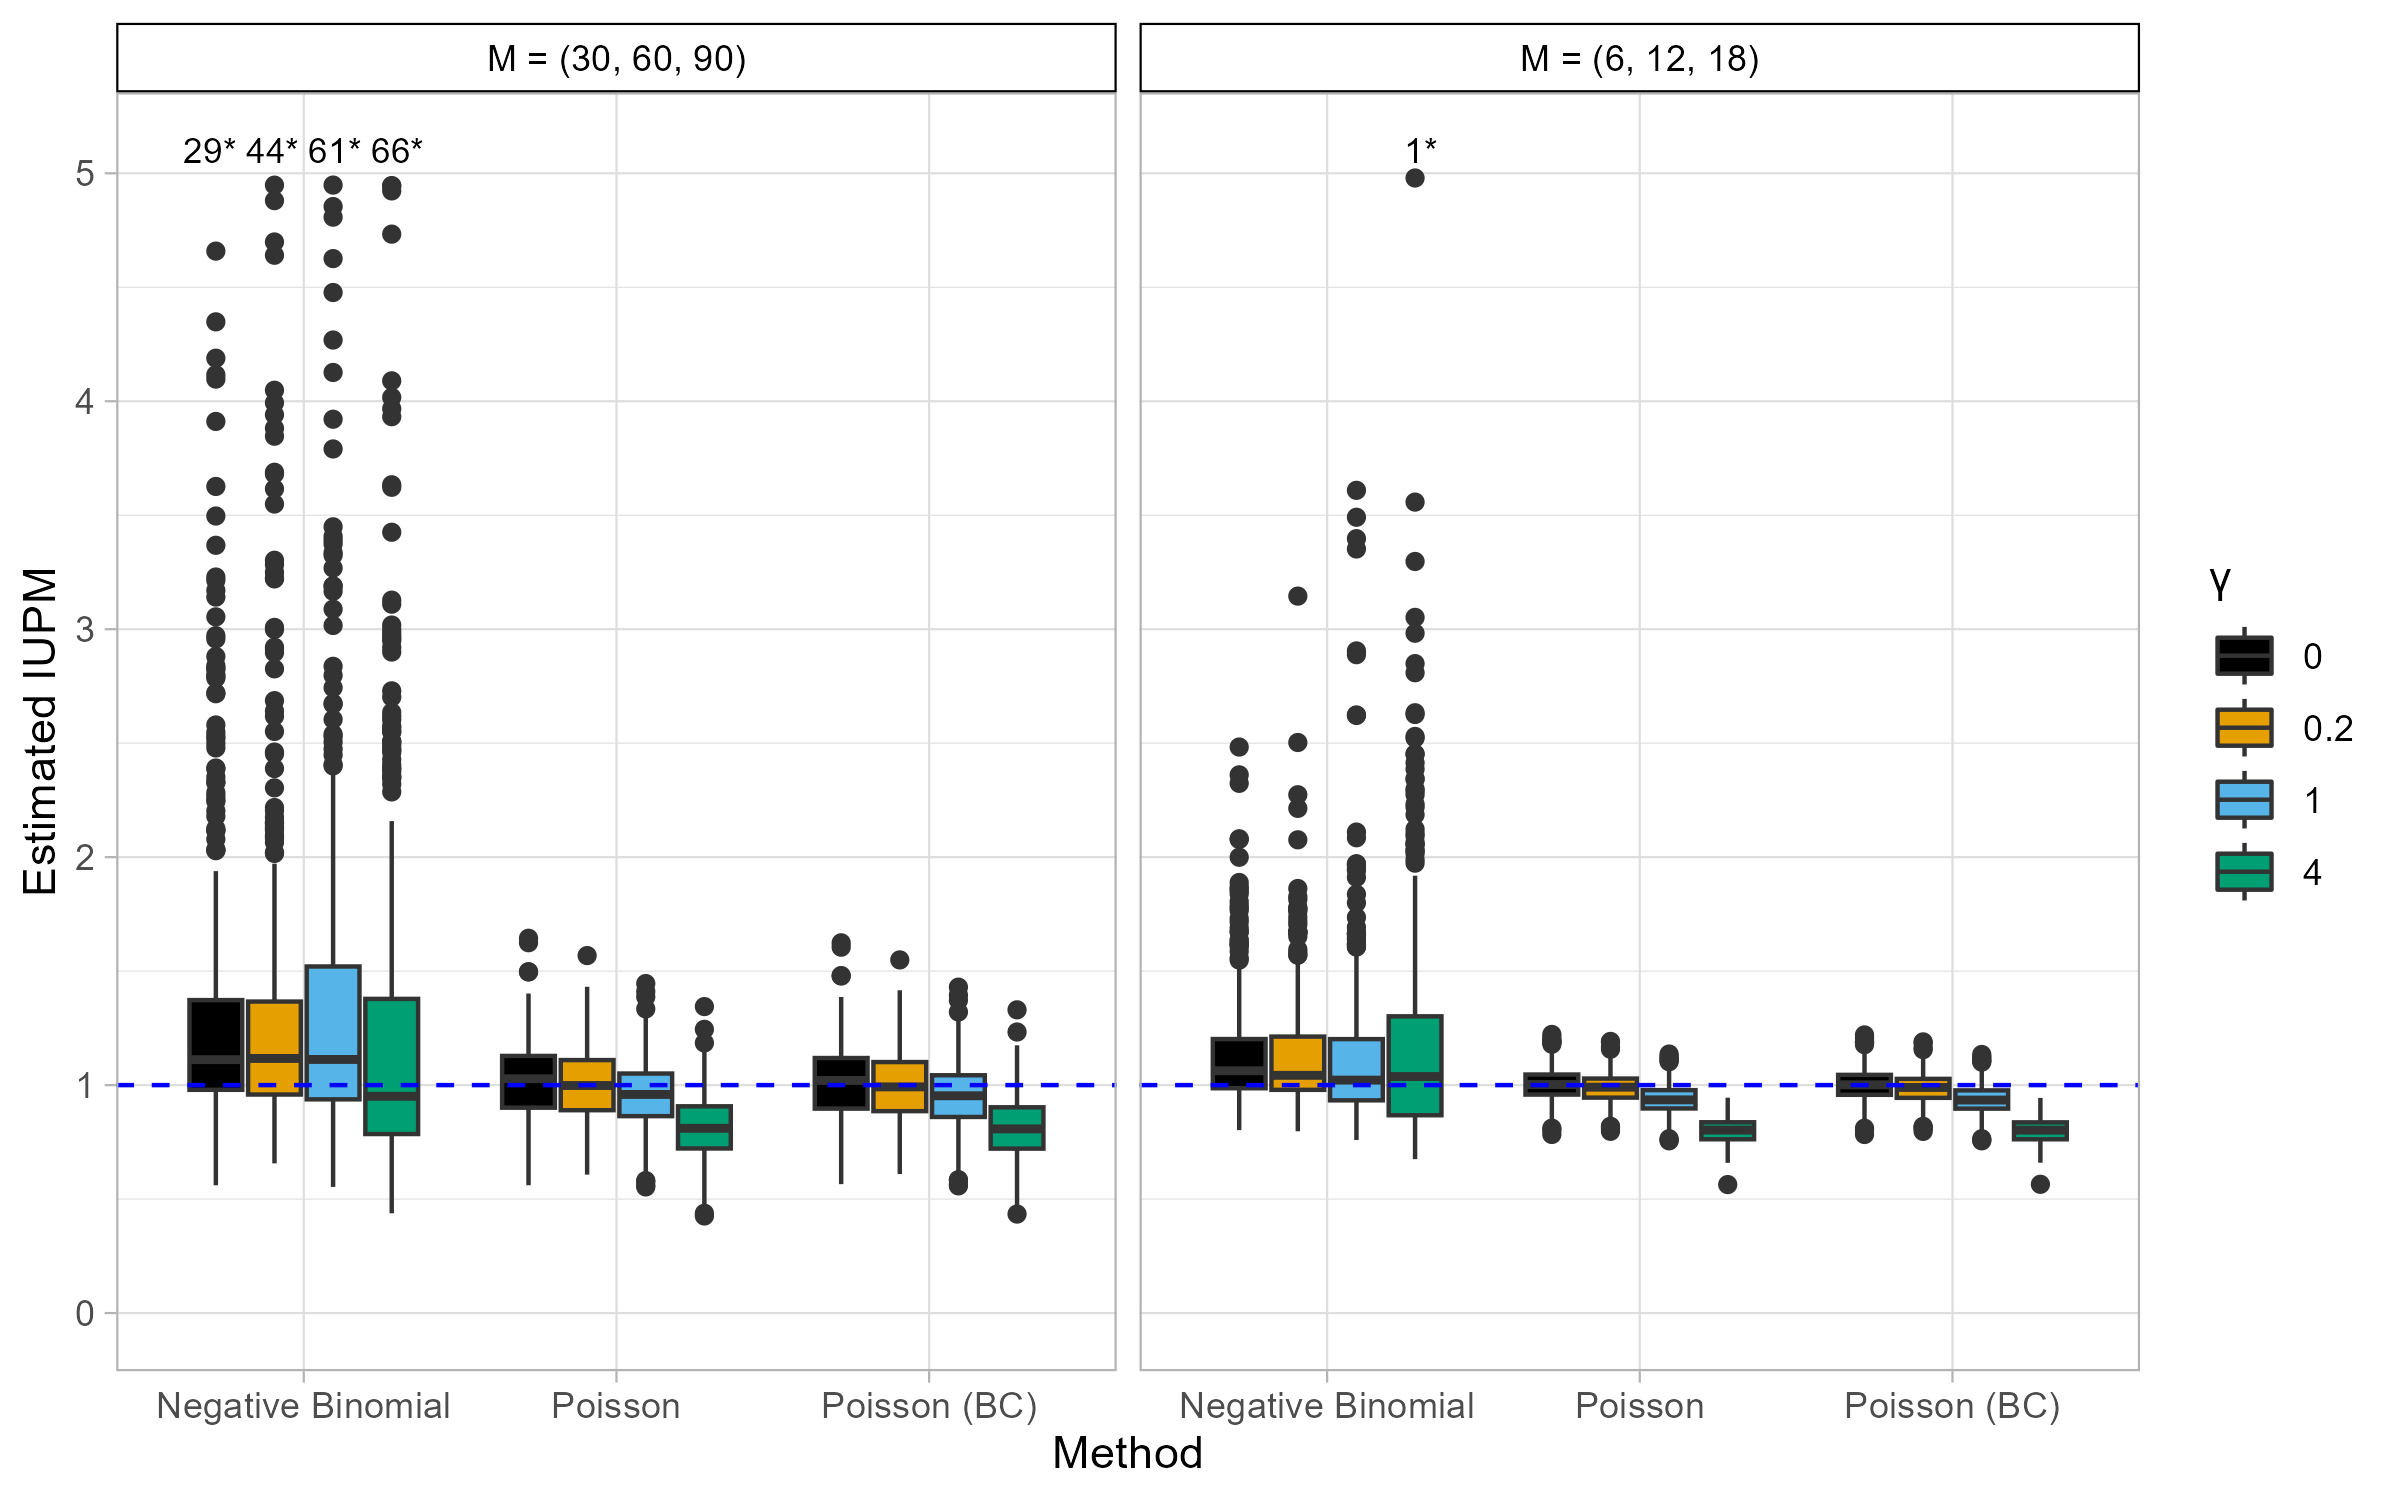 M = (30, 60, 90)
M = (6, 12, 18)
29* 44* 61* 66*
1*
5
4
3
2
1
0
Estimated IUPM
Negative Binomial
Poisson
Poisson (BC)
Negative Binomial
Poisson
Poisson (BC)
Method
γ
0
0.2
1
4